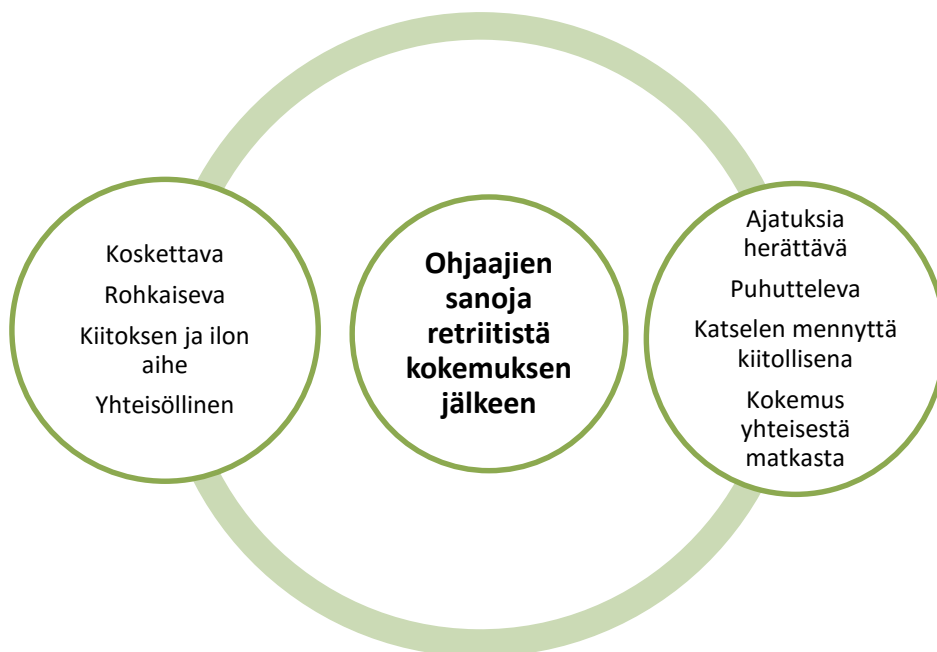 Koskettava
Rohkaiseva
Kiitoksen ja ilon
aihe
Yhteisöllinen
Ohjaajien
sanoja
retriitistä
kokemuksen
jälkeen
Ajatuksia
herättävä
Puhutteleva
Katselen mennyttä
kiitollisena
Kokemus
yhteisestä
matkasta